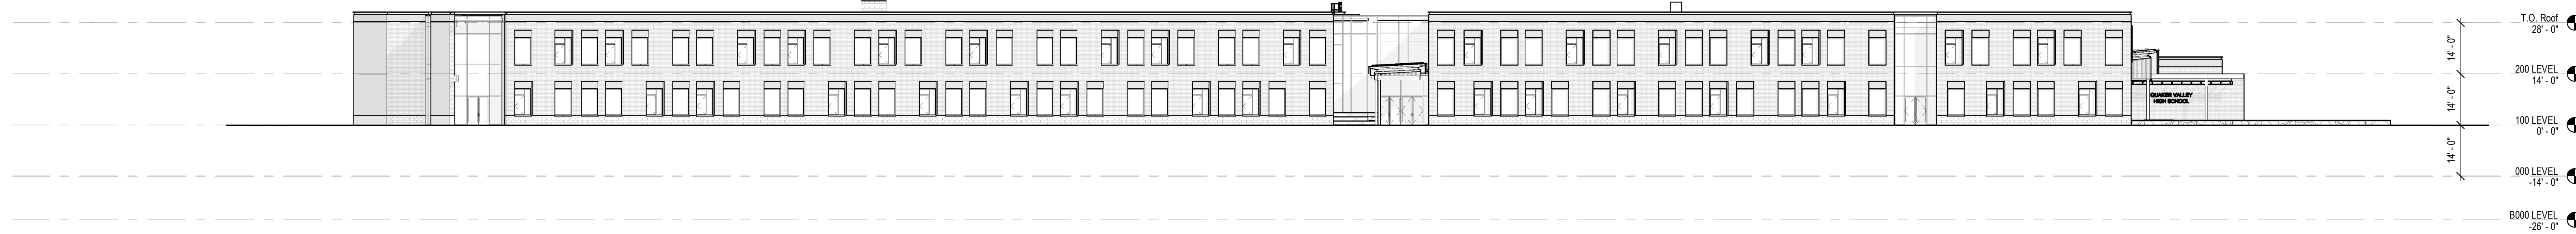 T.O. Roof
28' - 0"
14' - 0"
200 LEVEL
14' - 0"
QUAKER VALLEY
HIGH SCHOOL
14' - 0"
100 LEVEL
0' - 0"
14' - 0"
000 LEVEL
-14' - 0"
B000 LEVEL
-26' - 0"